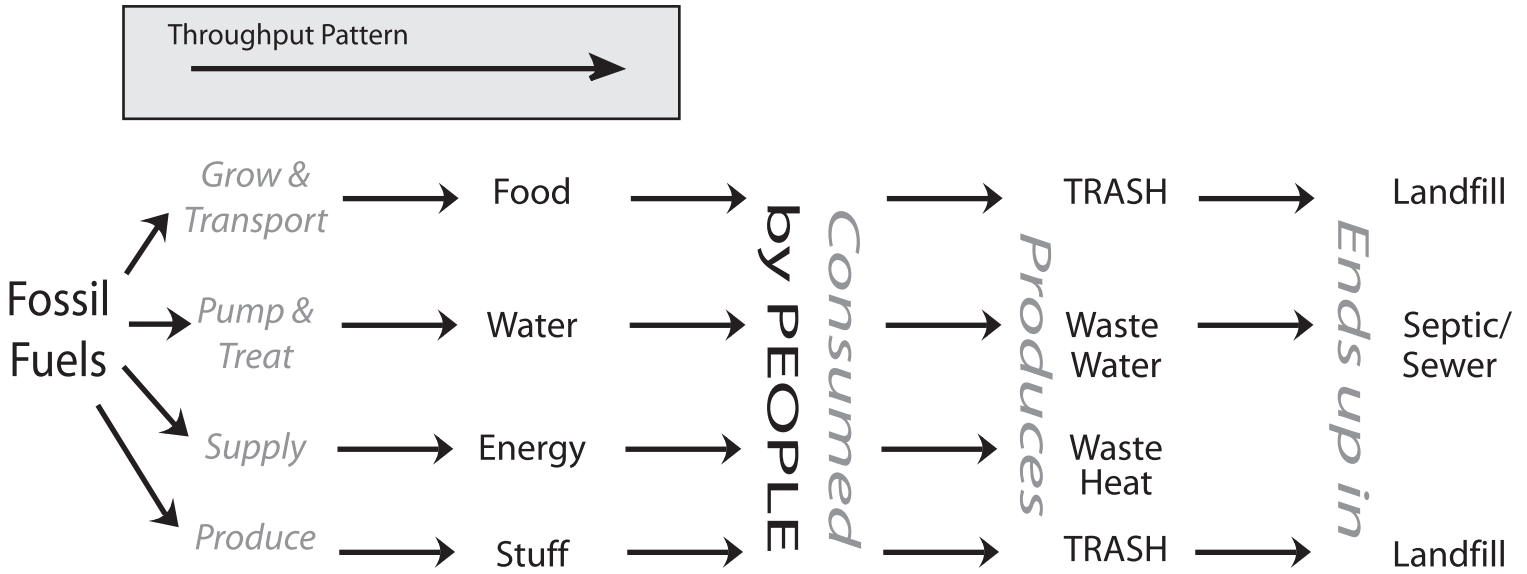 Throughput Pattern
Fossil
Fuels
Grow &
Transport
Food
TRASH
Landfill
Pump &
Treat
Water
Waste
Water
Septic/
Sewer
Supply
Energy
Waste
Heat
Produce
Stuff
TRASH
Landfill
by PEOPLE
Consumed
Produces
Ends up in